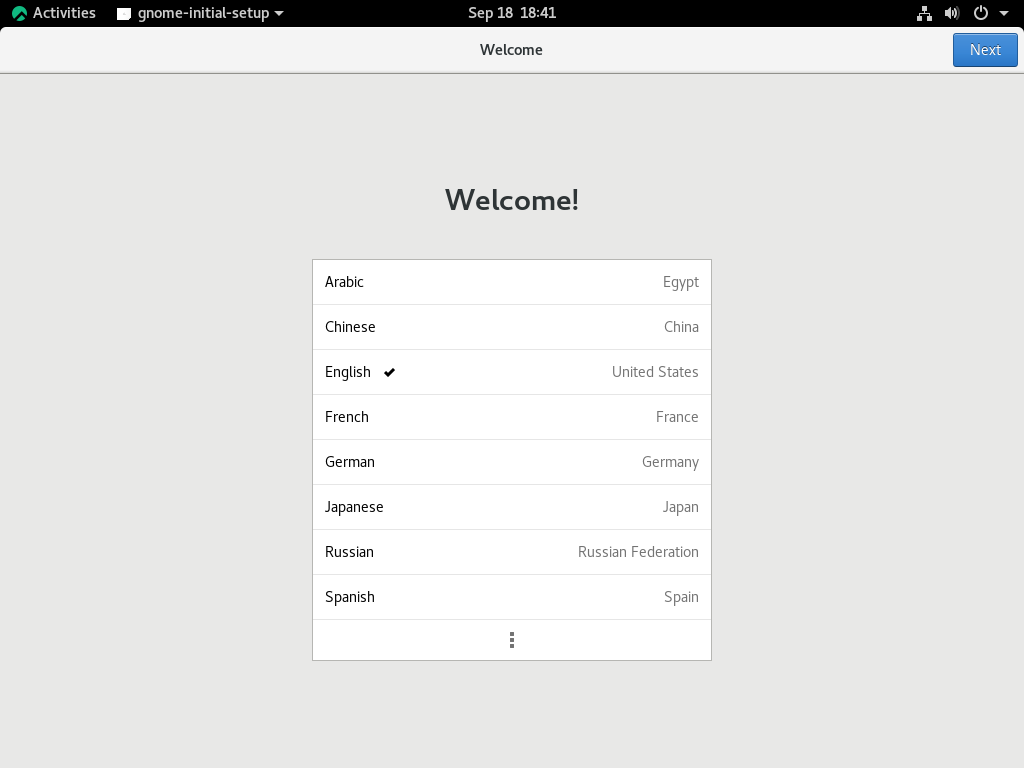 Activities gnome-initial-setup Sep 18 18:41
Welcome Next
Welcome!
Arabic Egypt
Chinese China
English United States
French France
German Germany
Japanese Japan
Russian Russian Federation
Spanish Spain